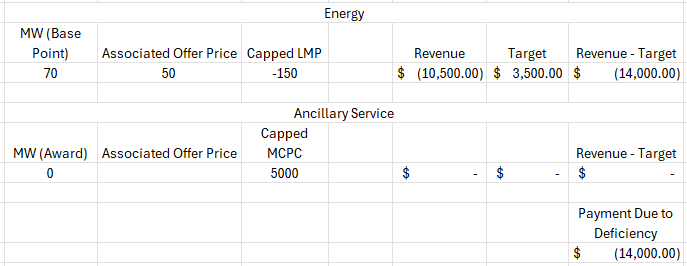 Energy
MW (Base Point) Associated Offer Price Capped LMP Revenue Target Revenue - Target
70 50 -150 $ (10,500.00) $ 3,500.00 $ (14,000.00)
Ancillary Service
MW (Award) Associated Offer Price Capped MCPC Revenue - Target
0 5000 $ - $ - $ -
Payment Due to
Deficiency
$ (14,000.00)